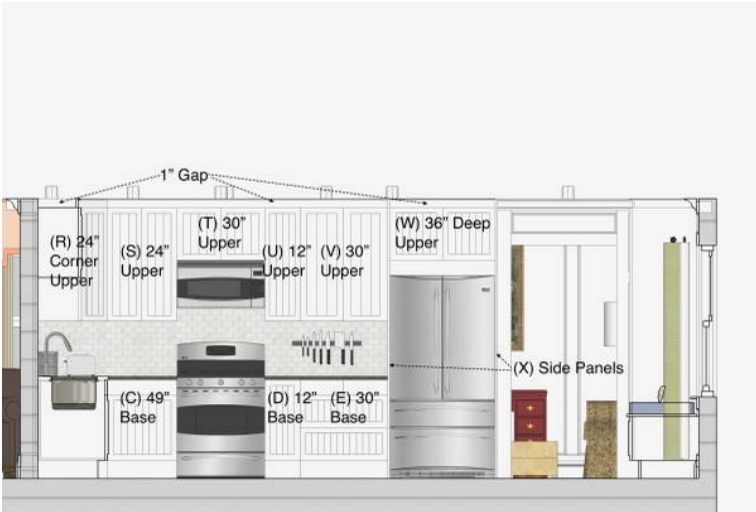 1” Gap
(R) 24”
Corner
Upper
(S) 24”
Upper
(T) 30”
Upper
(U) 12”
Upper
(V) 30”
Upper
(W) 36” Deep
Upper
(X) Side Panels
(C) 49”
Base
(D) 12”
Base
(E) 30”
Base